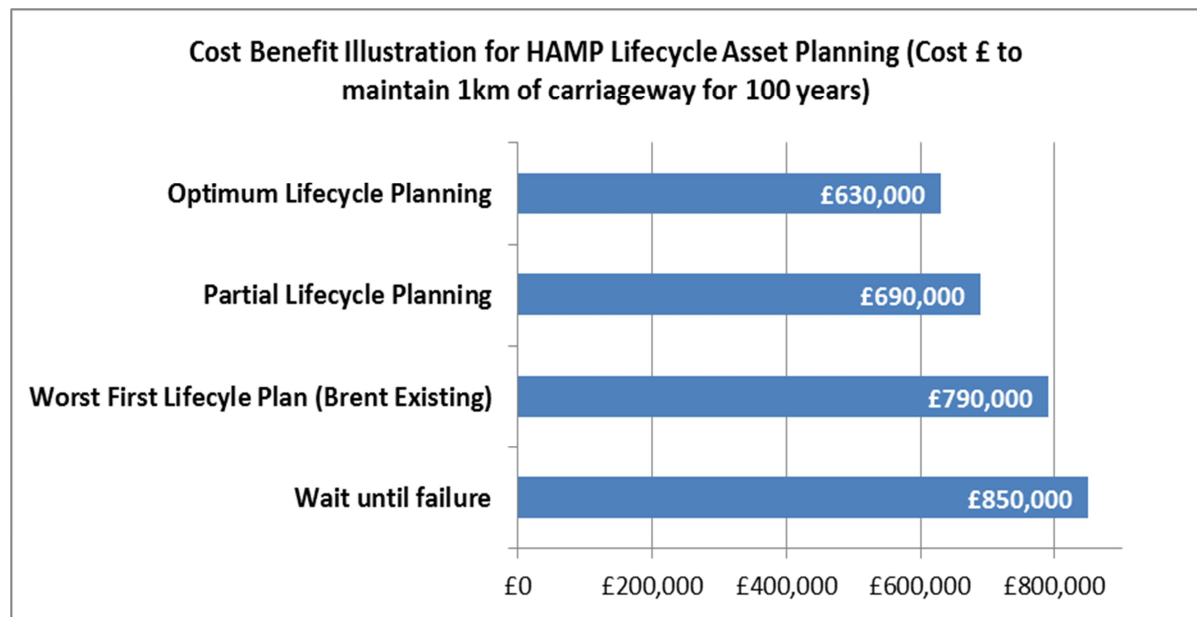 Cost Benefit Illustration for HAMP Lifecycle Asset Planning (Cost £ to
maintain 1km of carriageway for 100 years)
Optimum Lifecycle Planning
£630,000
Partial Lifecycle Planning
£690,000
Worst First Lifecyle Plan (Brent Existing)
£790,000
Wait until failure
£850,000
£0 £200,000 £400,000 £600,000 £800,000